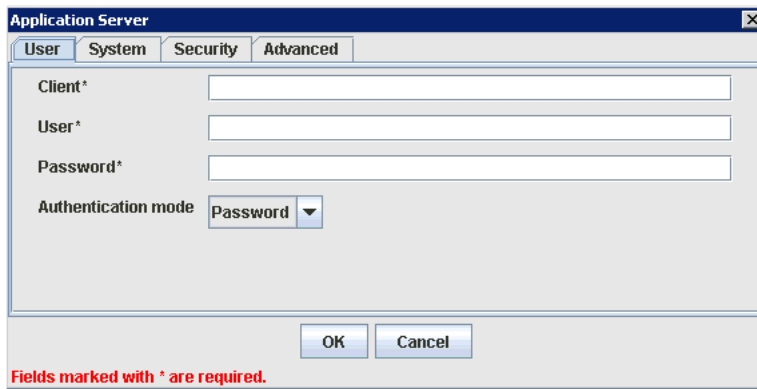 Application Server
User System Security Advanced
Client*
User*
Password*
Authentication mode Password
OK Cancel
Fields marked with * are required.